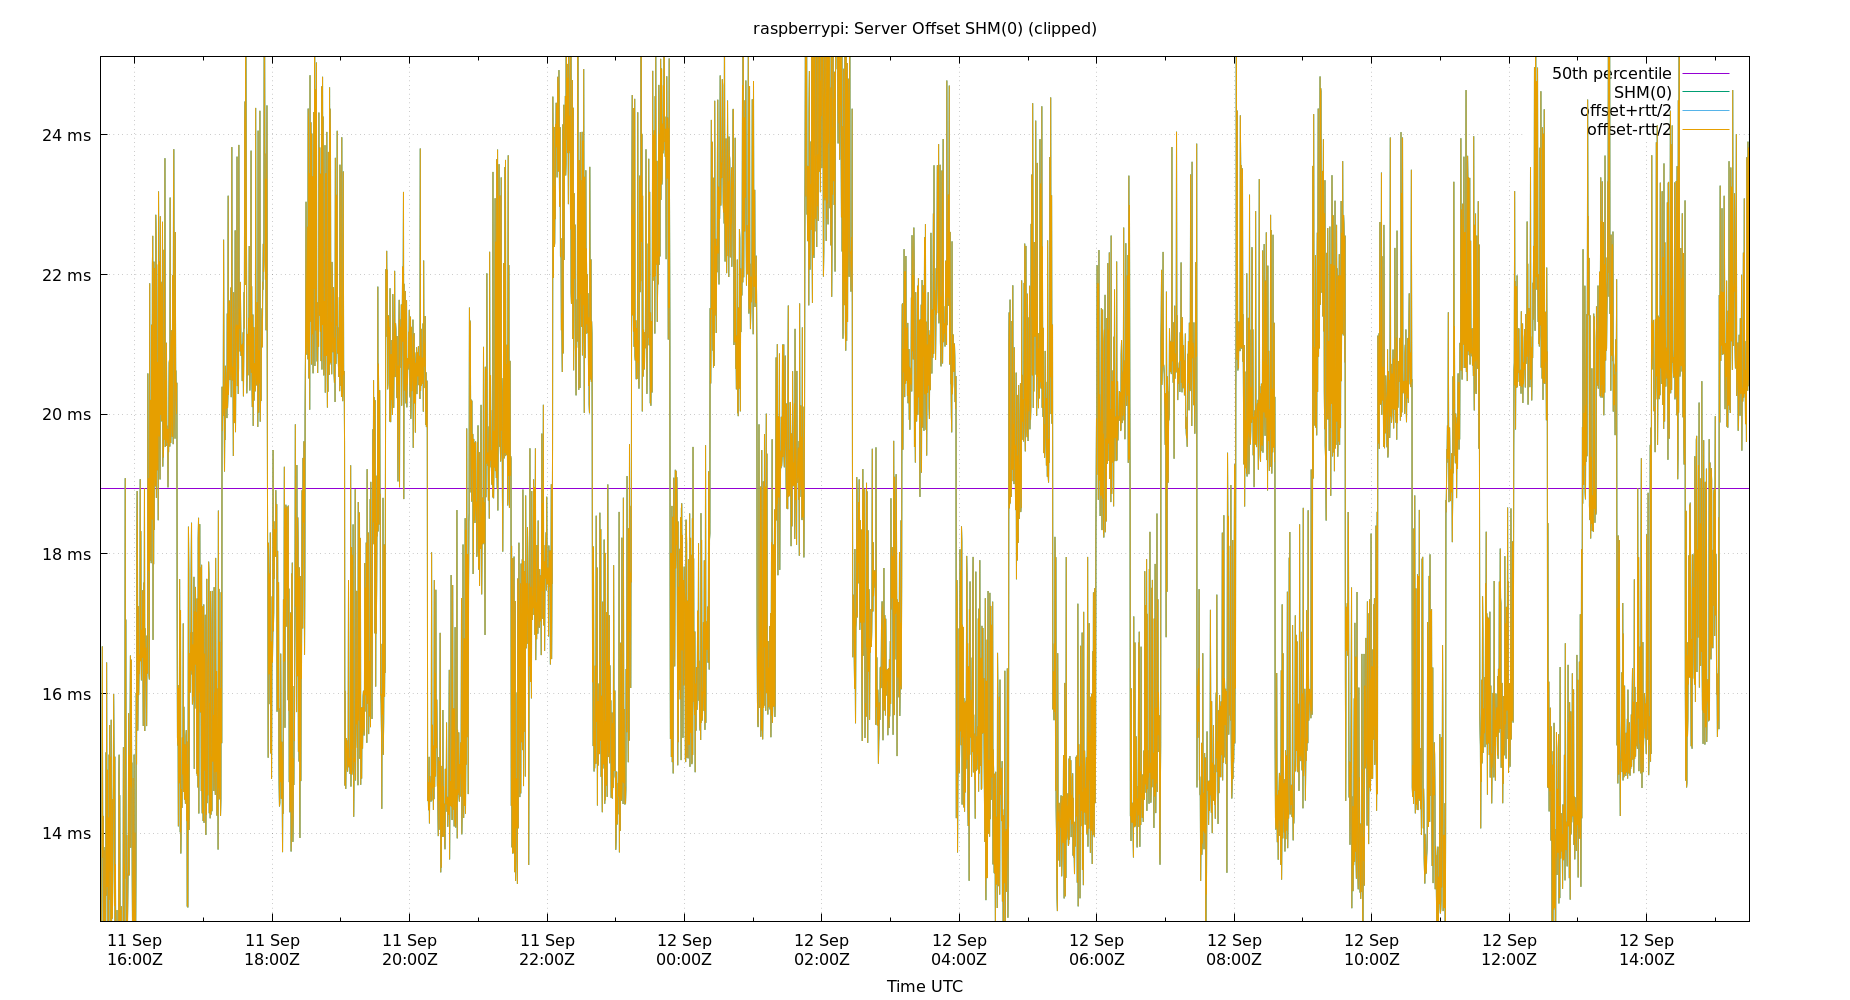 raspberrypi: Server Offset SHM(0) (clipped)
50th percentile
SHM(0)
offset+rtt/2
offset-rtt/2
24 ms
22 ms
20 ms
18 ms
16 ms
14 ms
11 Sep 11 Sep 11 Sep 11 Sep 12 Sep 12 Sep 12 Sep 12 Sep 12 Sep 12 Sep 12 Sep 12 Sep
16:00Z 18:00Z 20:00Z 22:00Z 00:00Z 02:00Z 04:00Z 06:00Z 08:00Z 10:00Z 12:00Z 14:00Z
Time UTC